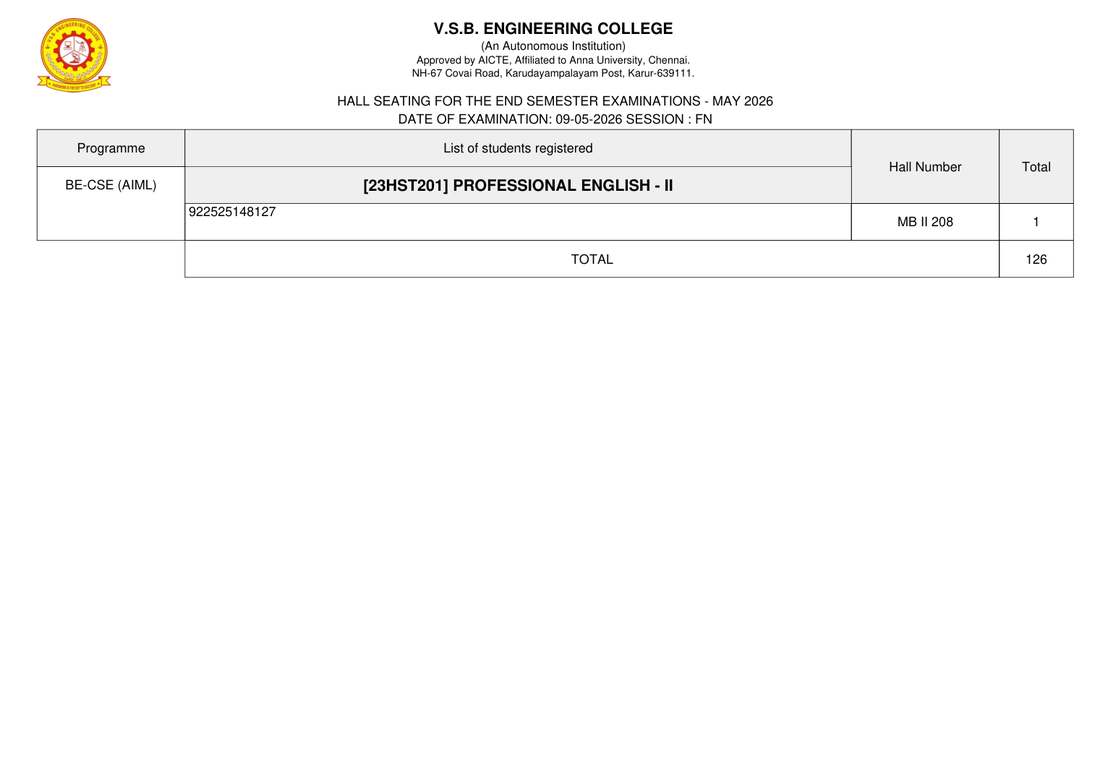 V.S.B. ENGINEERING COLLEGE
(An Autonomous Institution)
Approved by AICTE, Affiliated to Anna University, Chennai.
NH-67 Covai Road, Karudayampalayam Post, Karur-639111.
HALL SEATING FOR THE END SEMESTER EXAMINATIONS - MAY 2026
DATE OF EXAMINATION: 09-05-2026 SESSION : FN
Programme
List of students registered
Hall Number
Total
BE-CSE (AIML)
[23HST201] PROFESSIONAL ENGLISH - II
922525148127
MB II 208
1
TOTAL
126